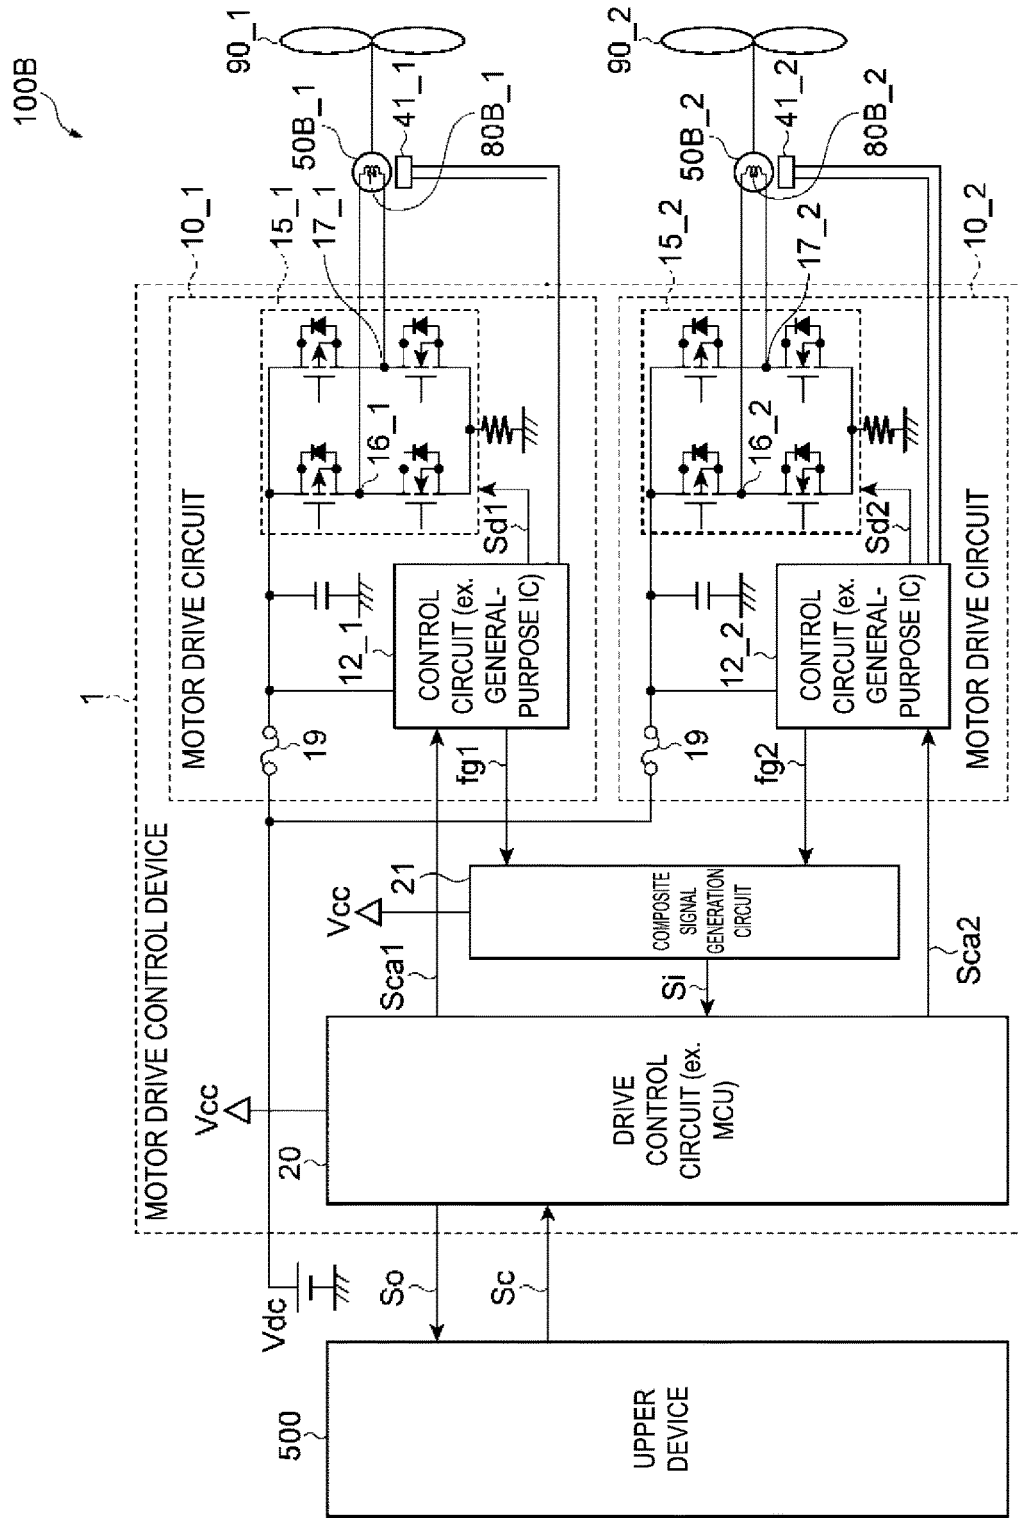 100B
MOTOR DRIVE CONTROL DEVICE
1
MOTOR DRIVE CIRCUIT
10_1
15_1
17_1
16_1
50B_1
90_1
41_1
80B_1
Vdc
19
12_1
CONTROL
CIRCUIT (ex.
GENERAL-
PURPOSE IC)
Sd1
fg1
Sca1
Vcc
21
COMPOSITE
SIGNAL
GENERATION
CIRCUIT
Si
Vcc
20
DRIVE
CONTROL
CIRCUIT (ex.
MCU)
So
Sc
500
UPPER
DEVICE
Sca2
fg2
19
12_2
CONTROL
CIRCUIT (ex.
GENERAL-
PURPOSE IC)
Sd2
MOTOR DRIVE CIRCUIT
10_2
15_2
17_2
16_2
50B_2
90_2
41_2
80B_2